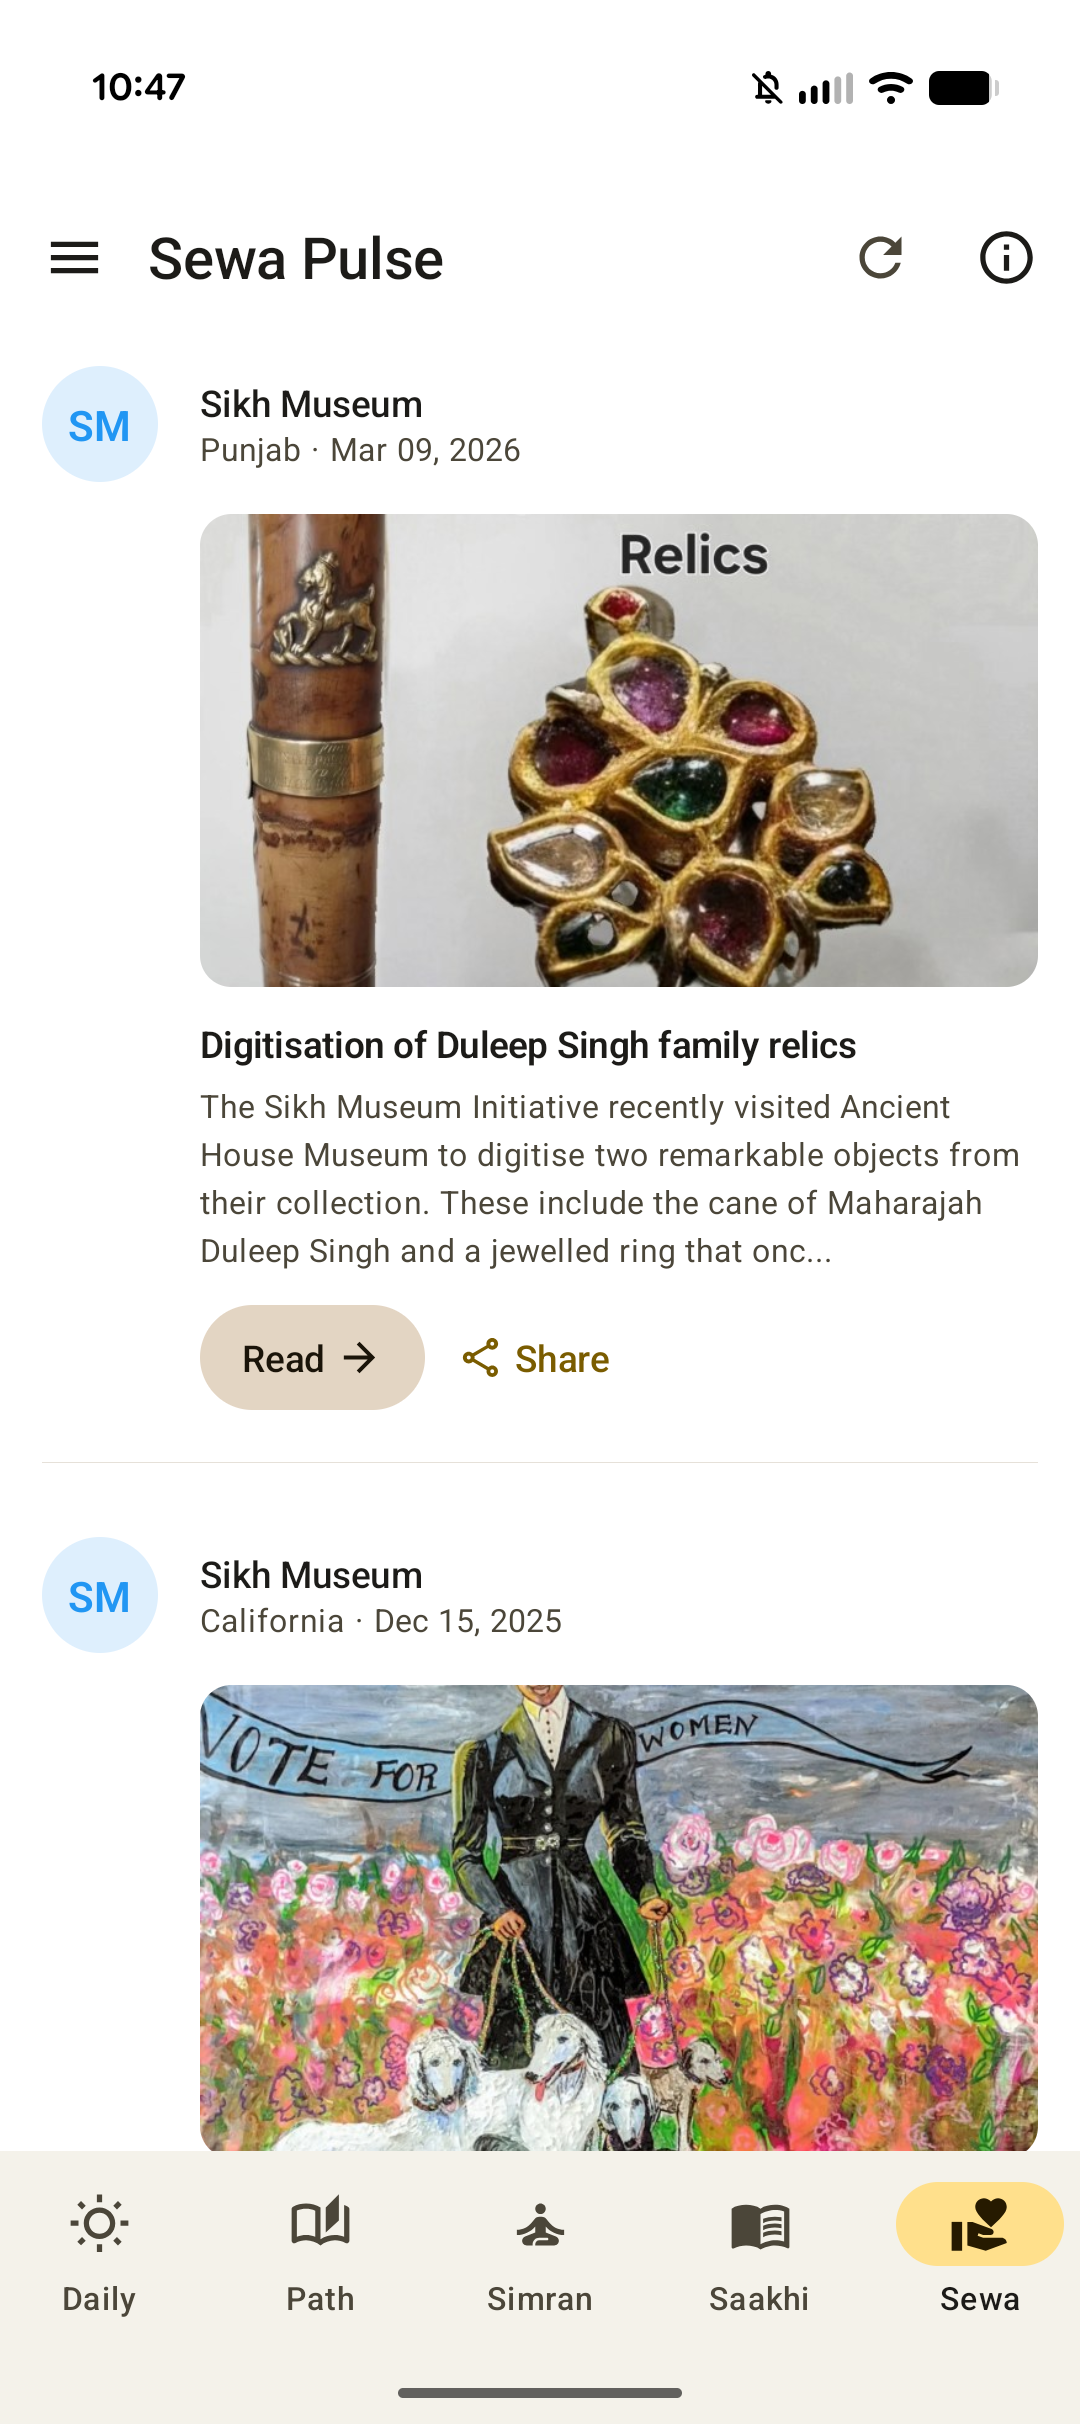 10:47
Sewa Pulse
SM
Sikh Museum
Punjab · Mar 09, 2026
Relics
Digitisation of Duleep Singh family relics
The Sikh Museum Initiative recently visited Ancient
House Museum to digitise two remarkable objects from
their collection. These include the cane of Maharajah
Duleep Singh and a jewelled ring that onc...
Read
Share
SM
Sikh Museum
California · Dec 15, 2025
VOTE FOR WOMEN
Daily
Path
Simran
Saakhi
Sewa